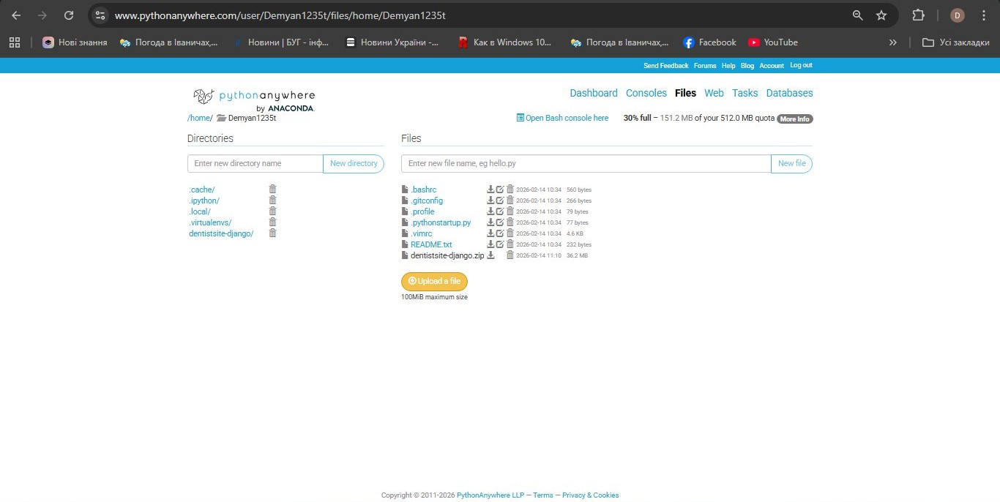 www.pythonanywhere.com/user/Demyan1235t/files/home/Demyan1235t
D
Нові знання
Погода в Іваничах,...
Новини | БУГ - інф...
Новини України -...
Как в Windows 10...
Погода в Іваничах,...
Facebook
YouTube
»
Усі закладки
Send Feedback Forums Help Blog Account Log out
pythonanywhere
by ANACONDA.
Dashboard Consoles Files Web Tasks Databases
/home/ Demyan1235t
Open Bash console here
30% full – 151.2 MB of your 512.0 MB quota More Info
Directories
Enter new directory name
New directory
.cache/
.ipython/
.local/
.virtualenvs/
dentistsite-django/
Files
Enter new file name, eg hello.py
New file
.bashrc 2026-02-14 10:34 560 bytes
.gitconfig 2026-02-14 10:34 266 bytes
.profile 2026-02-14 10:34 79 bytes
.pythonstartup.py 2026-02-14 10:34 77 bytes
.vimrc 2026-02-14 10:34 4.6 KB
README.txt 2026-02-14 10:34 232 bytes
dentistsite-django.zip 2026-02-14 11:10 36.2 MB
Upload a file
100MiB maximum size
Copyright © 2011-2026 PythonAnywhere LLP — Terms — Privacy & Cookies